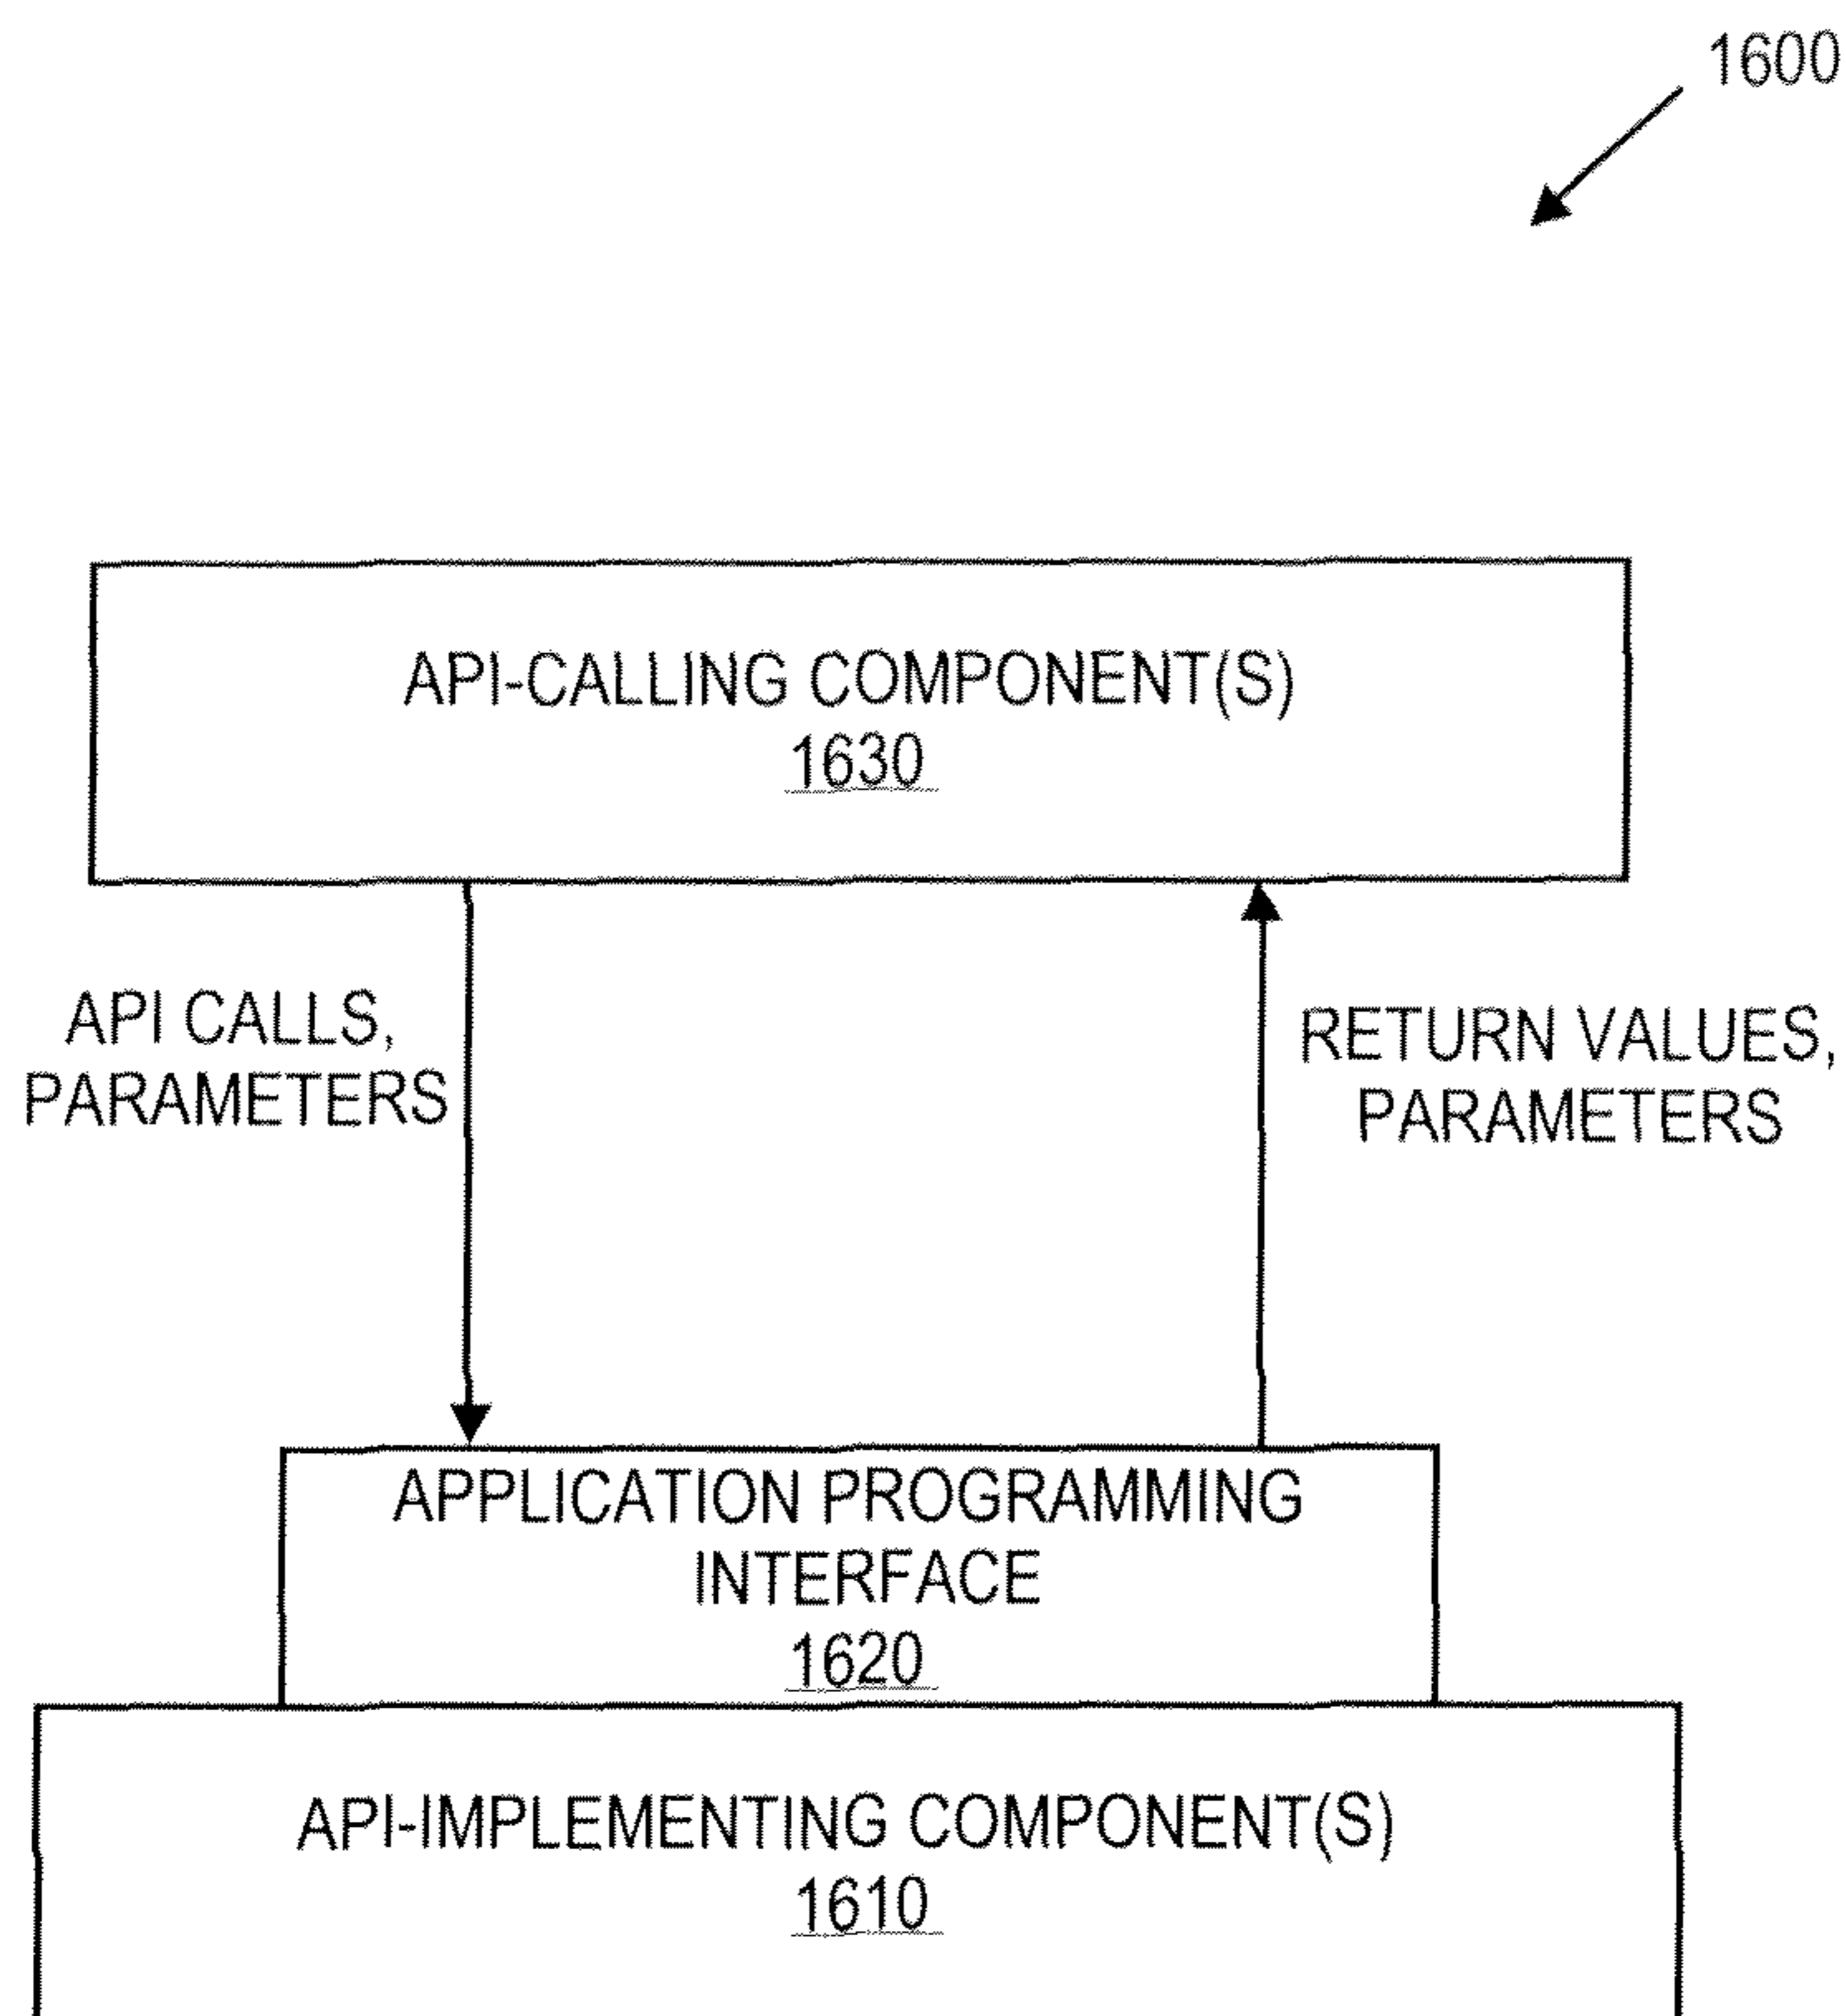 1600
API-CALLING COMPONENT(S)
1630
API CALLS,
PARAMETERS
RETURN VALUES,
PARAMETERS
APPLICATION PROGRAMMING
INTERFACE
1620
API-IMPLEMENTING COMPONENT(S)
1610